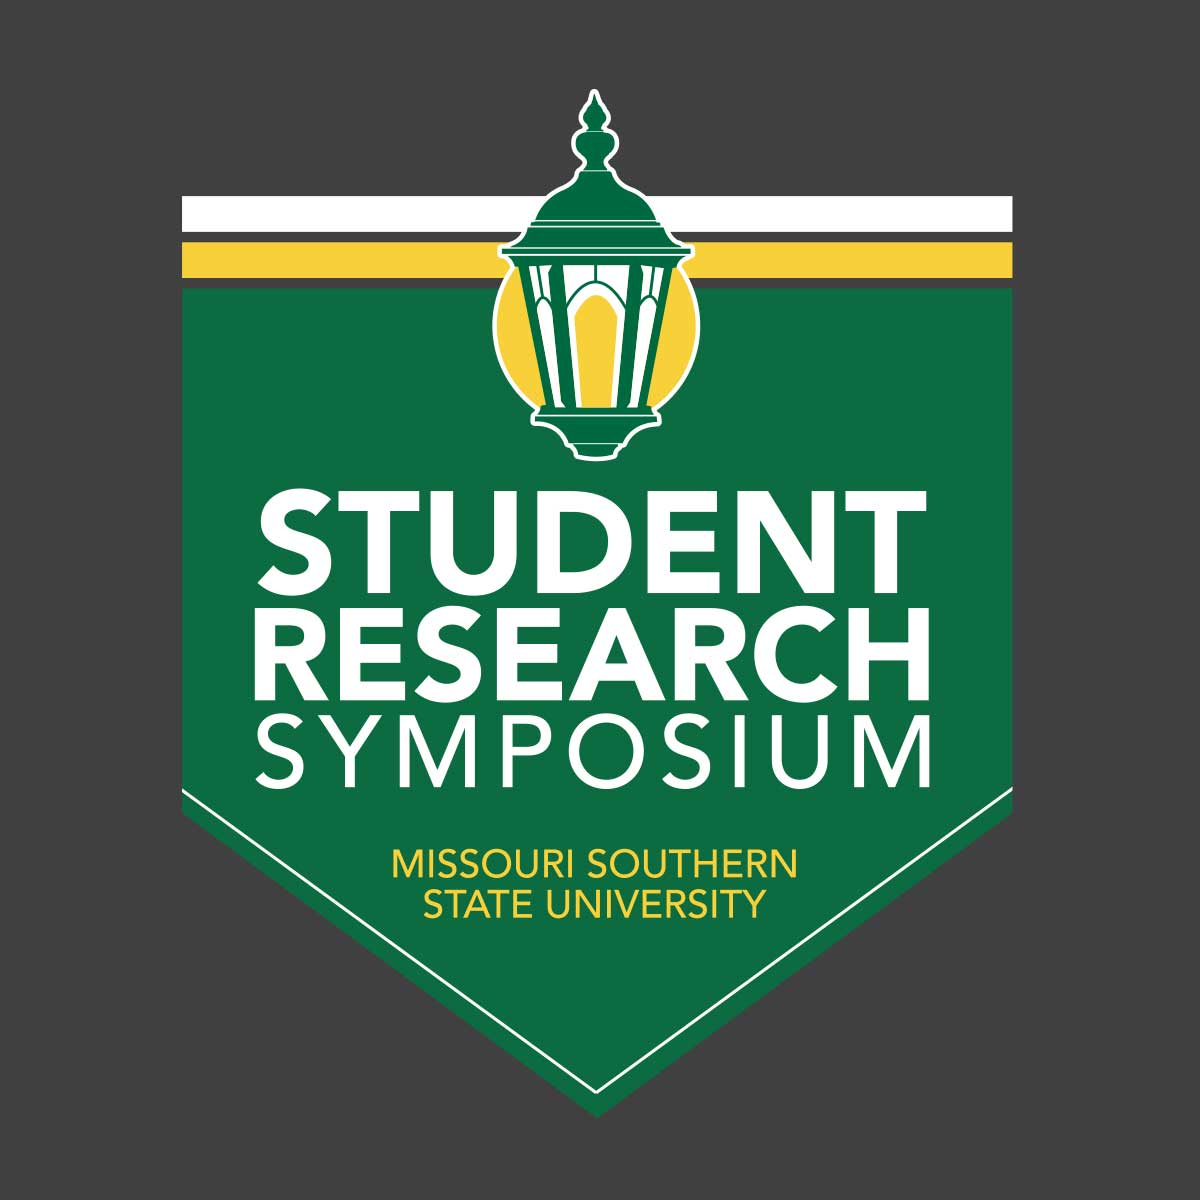 STUDENT
RESEARCH
SYMPOSIUM
MISSOURI SOUTHERN
STATE UNIVERSITY